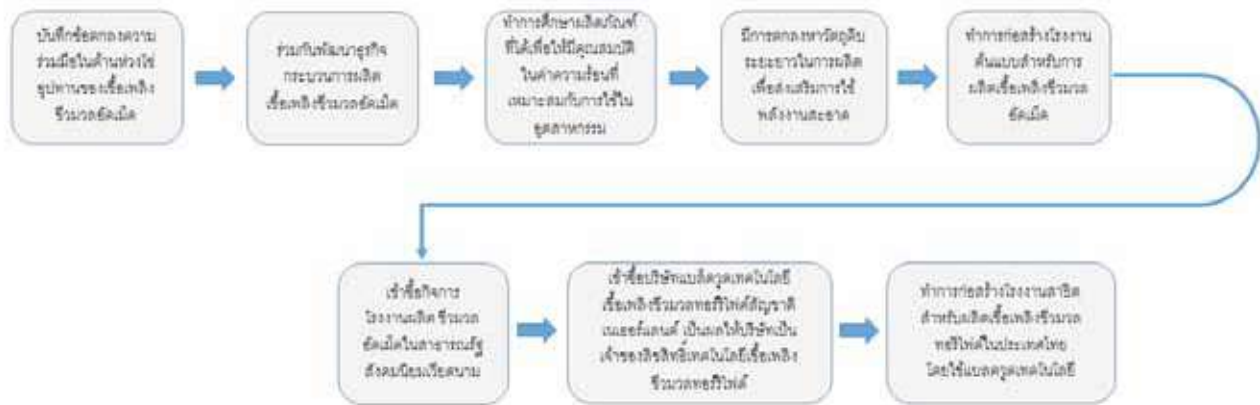 บันทึกข้อตกลงความ
ร่วมมือในด้านห่วงโซ่
อุปทานของเชื้อเพลิง
ชีวมวลอัดเม็ด
ร่วมกันพัฒนาธุรกิจ
กระบวนการผลิต
เชื้อเพลิงชีวมวลอัดเม็ด
ทำการศึกษาผลิตภัณฑ์
ที่ได้เพื่อให้มีคุณสมบัติ
ในค่าความร้อนที่
เหมาะสมกับการใช้ใน
อุตสาหกรรม
มีการตกลงหาวัตถุดิบ
ระยะยาวในการผลิต
เพื่อส่งเสริมการใช้
พลังงานสะอาด
ทำการก่อสร้างโรงงาน
ต้นแบบสำหรับการ
ผลิตเชื้อเพลิงชีวมวล
อัดเม็ด
เข้าซื้อกิจการ
โรงงานผลิต ชีวมวล
อัดเม็ดในสาธารณรัฐ
สังคมนิยมเวียดนาม
เข้าซื้อบริษัทแบล็ควูดเทคโนโลยี
เชื้อเพลิงชีวมวลทอร์ริไฟด์สัญชาติ
เนเธอร์แลนด์ เป็นผลให้บริษัทเป็น
เจ้าของลิขสิทธิ์เทคโนโลยีเชื้อเพลิง
ชีวมวลทอร์ริไฟด์
ทำการก่อสร้างโรงงานสาธิต
สำหรับผลิตเชื้อเพลิงชีวมวล
ทอริไฟด์ในประเทศไทย
โดยใช้แบลควูดเทคโนโลยี